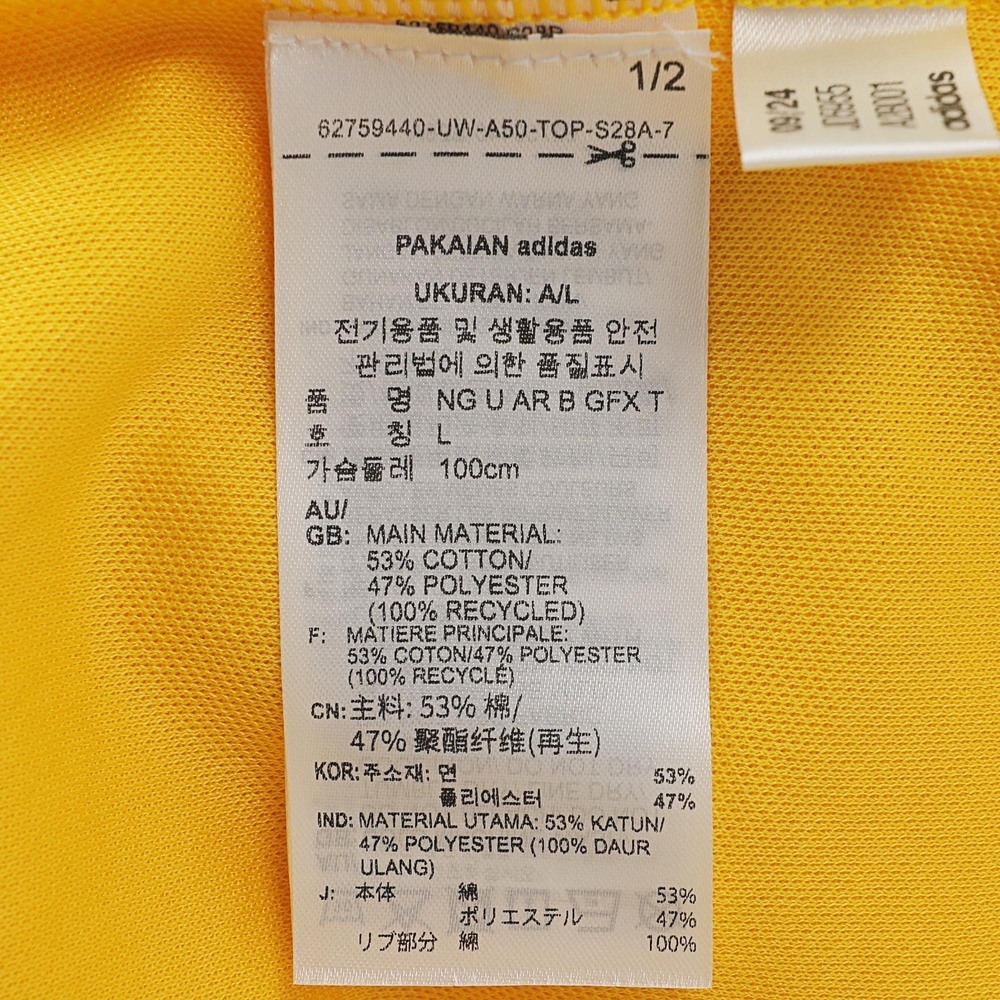 1/2
62759440-UW-A50-TOP-S28A-7
PAKAIAN adidas
UKURAN: A/L
전기용품 및 생활용품 안전
관리법에 의한 품질표시
품 명 NG U AR B GFX T
호 칭 L
가슴둘레 100cm
AU/
GB: MAIN MATERIAL:
53% COTTON/
47% POLYESTER
(100% RECYCLED)
F: MATIERE PRINCIPALE:
53% COTON/47% POLYESTER
(100% RECYCLÉ)
CN: 主料: 53% 棉/
47% 聚酯纤维(再生)
KOR: 주소재: 면 53%
폴리에스터 47%
IND: MATERIAL UTAMA: 53% KATUN/
47% POLYESTER (100% DAUR
ULANG)
J: 本体 綿 53%
ポリエステル 47%
リブ部分 綿 100%
09/24
adidas